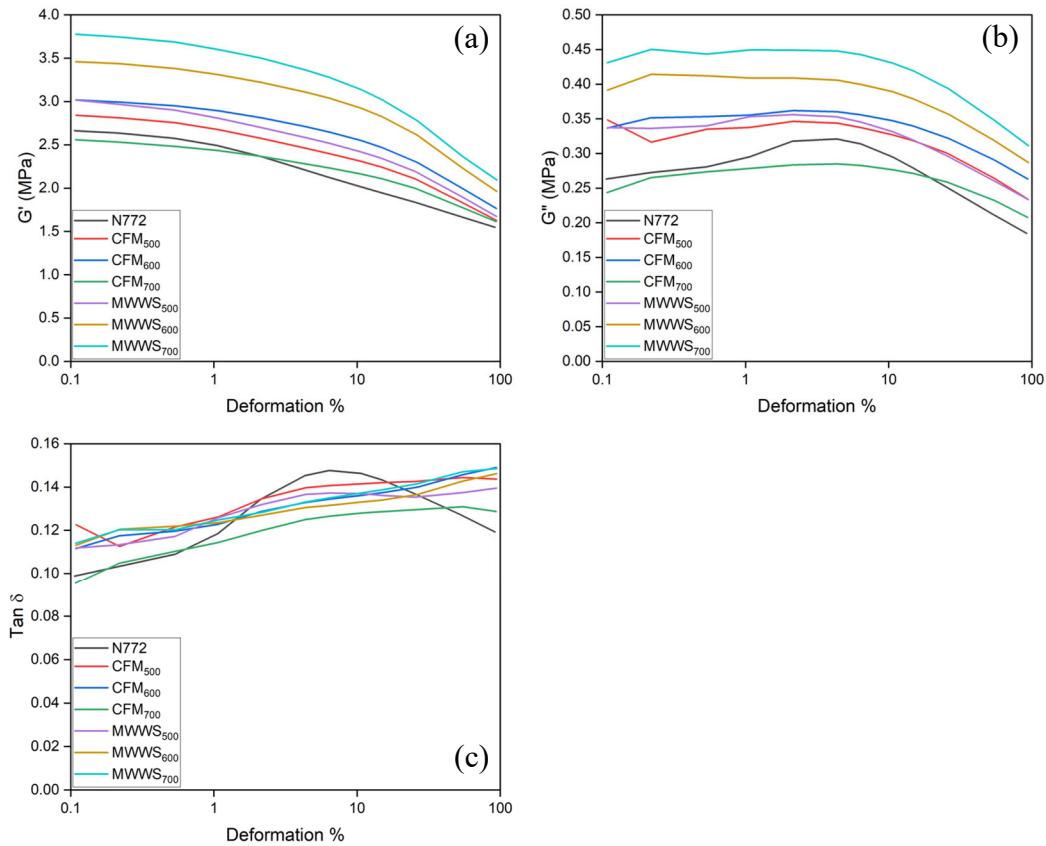 (a)
G' (MPa)
4.0
3.5
3.0
2.5
2.0
1.5
1.0
0.5
0.0
N772
CFM500
CFM600
CFM700
MWWS500
MWWS600
MWWS700
0.1 1 10 100
Deformation %
(b)
G" (MPa)
0.50
0.45
0.40
0.35
0.30
0.25
0.20
0.15
0.10
0.05
0.00
N772
CFM500
CFM600
CFM700
MWWS500
MWWS600
MWWS700
0.1 1 10 100
Deformation %
Tan δ
0.16
0.14
0.12
0.10
0.08
0.06
0.04
0.02
0.00
N772
CFM500
CFM600
CFM700
MWWS500
MWWS600
MWWS700
(c)
0.1 1 10 100
Deformation %